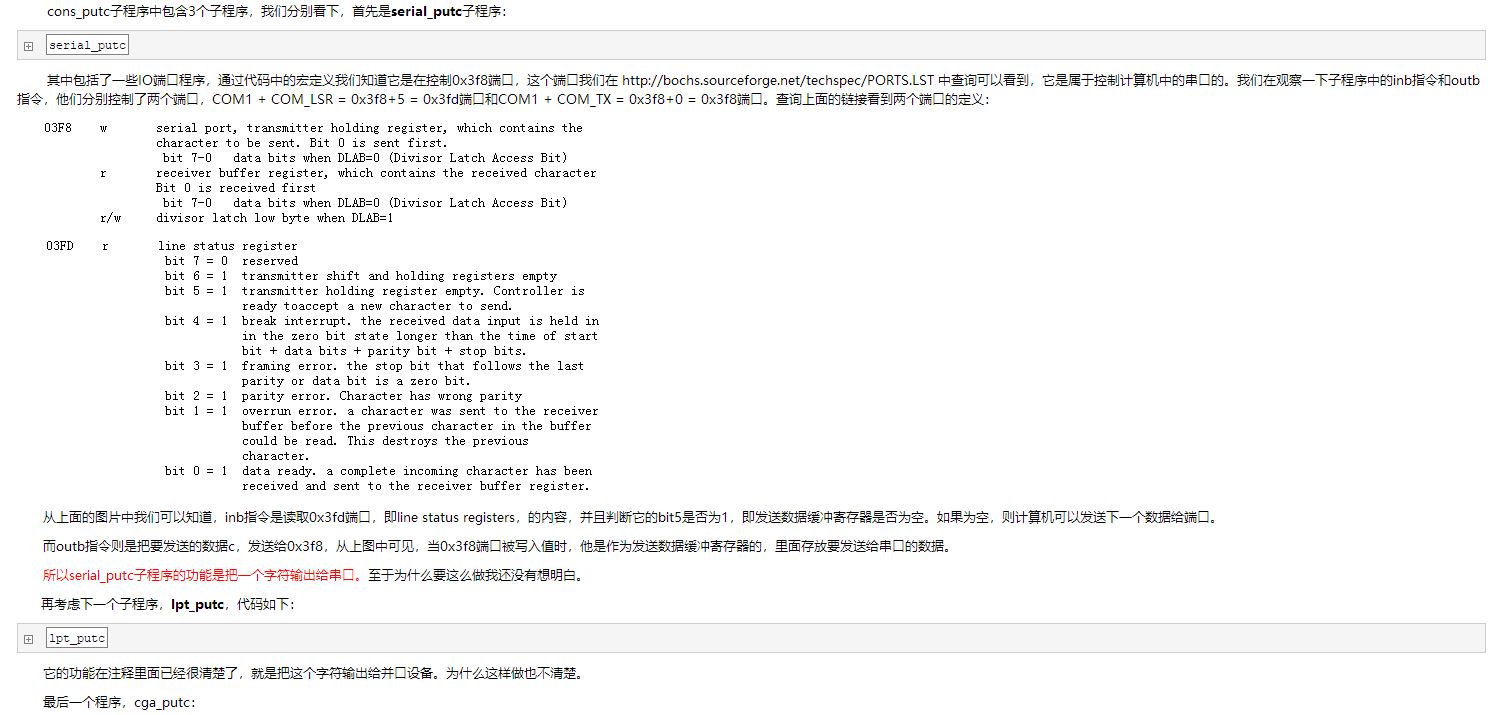 cons_putc子程序中包含3个子程序，我们分别看下，首先是serial_putc子程序：
serial_putc
其中包括了一些IO端口程序，通过代码中的宏定义我们知道它是在控制0x3f8端口，这个端口我们在 http://bochs.sourceforge.net/techspec/PORTS.LST 中查询可以看到，它是属于控制计算机中的串口的。我们在观察一下子程序中的inb指令和outb
指令，他们分别控制了两个端口，COM1 + COM_LSR = 0x3f8+5 = 0x3fd端口和COM1 + COM_TX = 0x3f8+0 = 0x3f8端口。查询上面的链接看到两个端口的定义：
03F8 w serial port, transmitter holding register, which contains the
character to be sent. Bit 0 is sent first.
bit 7-0 data bits when DLAB=0 (Divisor Latch Access Bit)
r receiver buffer register, which contains the received character
Bit 0 is received first
bit 7-0 data bits when DLAB=0 (Divisor Latch Access Bit)
r/w divisor latch low byte when DLAB=1
03FD r line status register
bit 7 = 0 reserved
bit 6 = 1 transmitter shift and holding registers empty
bit 5 = 1 transmitter holding register empty. Controller is
ready toaccept a new character to send.
bit 4 = 1 break interrupt. the received data input is held in
in the zero bit state longer than the time of start
bit + data bits + parity bit + stop bits.
bit 3 = 1 framing error. the stop bit that follows the last
parity or data bit is a zero bit.
bit 2 = 1 parity error. Character has wrong parity
bit 1 = 1 overrun error. a character was sent to the receiver
buffer before the previous character in the buffer
could be read. This destroys the previous
character.
bit 0 = 1 data ready. a complete incoming character has been
received and sent to the receiver buffer register.
从上面的图片中我们可以知道，inb指令是读取0x3fd端口，即line status registers，的内容，并且判断它的bit5是否为1，即发送数据缓冲寄存器是否为空。如果为空，则计算机可以发送下一个数据给端口。
而outb指令则是把要发送的数据c，发送给0x3f8，从上图中可见，当0x3f8端口被写入值时，他是作为发送数据缓冲寄存器的，里面存放要发送给串口的数据。
所以serial_putc子程序的功能是把一个字符输出给串口。至于为什么要这么做我还没有想明白。
再考虑下一个子程序，lpt_putc，代码如下：
lpt_putc
它的功能在注释里面已经很清楚了，就是把这个字符输出给并口设备。为什么这样做也不清楚。
最后一个程序，cga_putc：